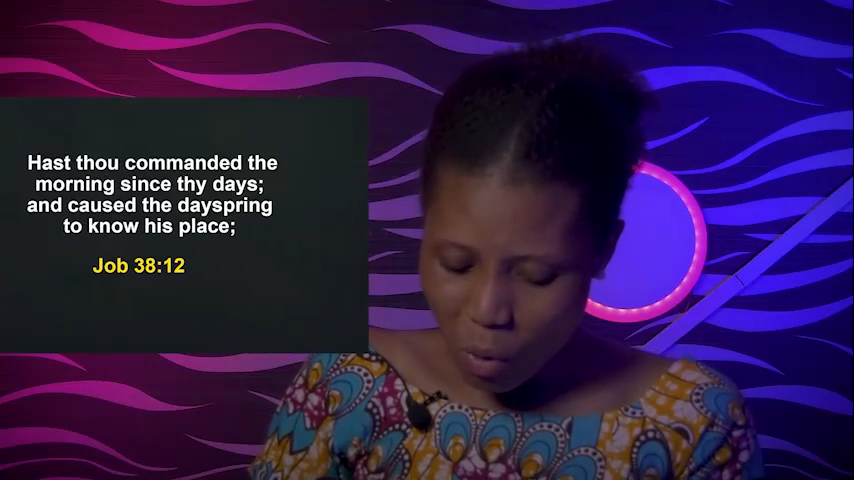 Hast thou commanded the
morning since thy days;
and caused the dayspring
to know his place;
Job 38:12